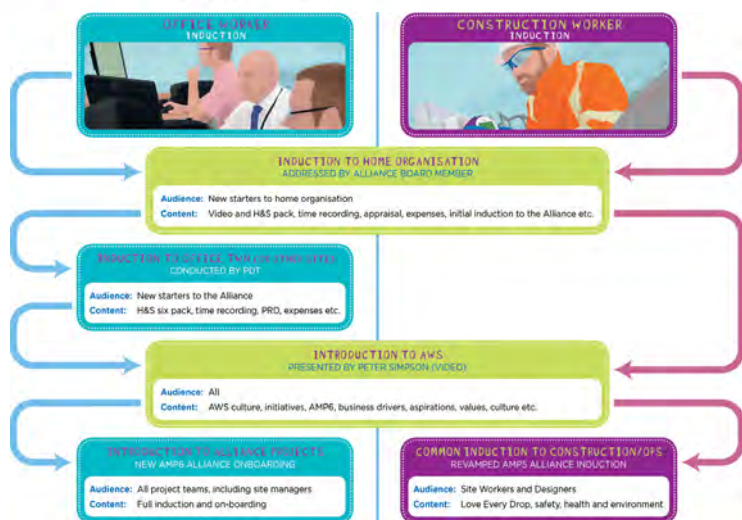 OFFICE WORKER
INDUCTION
CONSTRUCTION WORKER
INDUCTION
INDUCTION TO HOME ORGANISATION
ADDRESSED BY ALLIANCE BOARD MEMBER
Audience: New starters to home organisation
Content: Video and H&S pack, time recording, appraisal, expenses, initial induction to the Alliance etc.
INDUCTION TO
CONDUCTED BY PDT
Audience: New starters to the Alliance
Content: H&S six pack, time recording, PRD, expenses etc.
INTRODUCTION TO AWS
PRESENTED BY PETER SIMPSON (VIDEO)
Audience: All
Content: AWS culture, initiatives, AMP6, business drivers, aspirations, values, culture etc.
INTRODUCTION TO ALLIANCE PROJECTS
NEW AMP6 ALLIANCE ONBOARDING
Audience: All project teams, including site managers
Content: Full induction and on-boarding
COMMON INDUCTION TO CONSTRUCTION/OPS
REVAMPED AMP5 ALLIANCE INDUCTION
Audience: Site Workers and Designers
Content: Love Every Drop, safety, health and environment